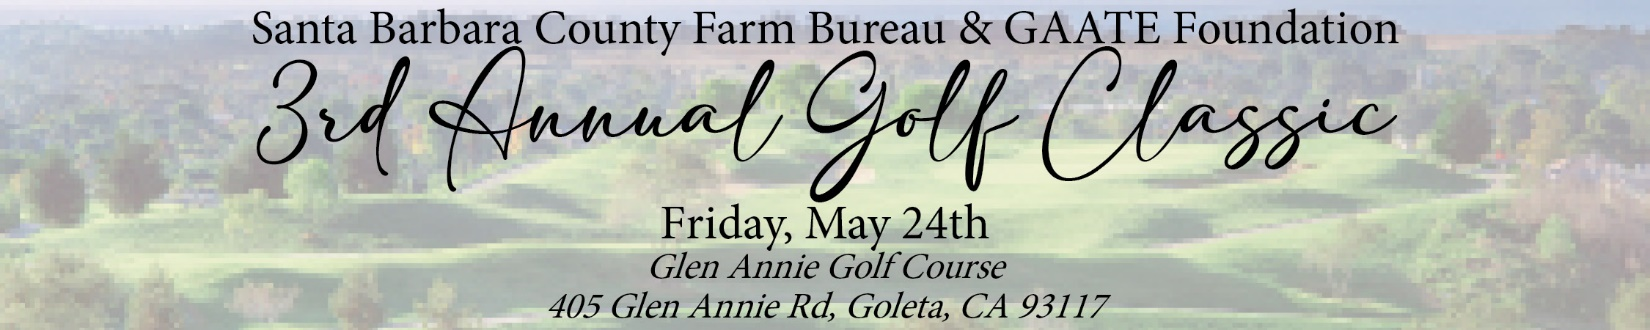 Santa Barbara County Farm Bureau & GAATE Foundation
3rd Annual Golf Classic
Friday, May 24th
Glen Annie Golf Course
405 Glen Annie Rd, Goleta, CA 93117